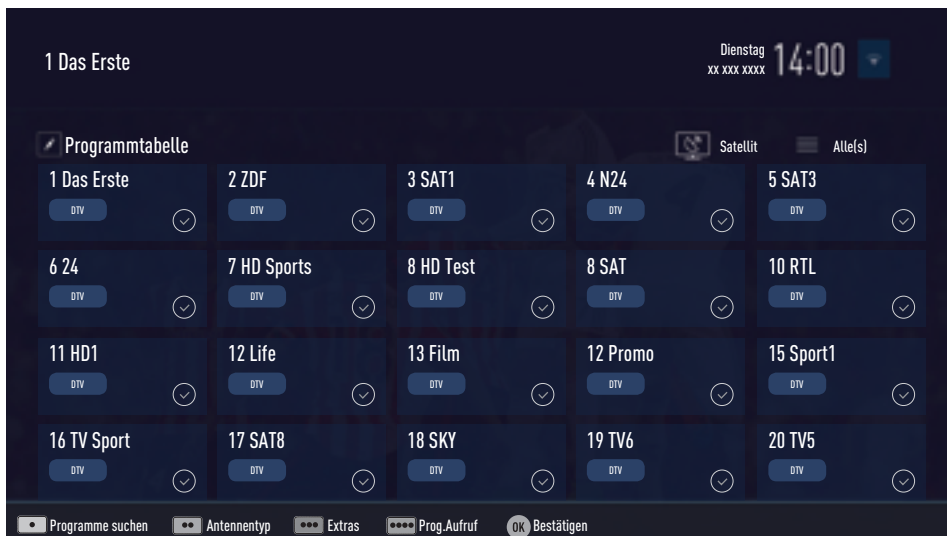 1 Das Erste
Dienstag
xx xxx xxxx
14:00
Programmtabelle
Satellit
Alle(s)
1 Das Erste
2 ZDF
3 SAT1
4 N24
5 SAT3
DTV
DTV
DTV
DTV
DTV
6 24
7 HD Sports
8 HD Test
8 SAT
10 RTL
DTV
DTV
DTV
DTV
DTV
11 HD1
12 Life
13 Film
12 Promo
15 Sport1
DTV
DTV
DTV
DTV
DTV
16 TV Sport
17 SAT8
18 SKY
19 TV6
20 TV5
DTV
DTV
DTV
DTV
DTV
Programme suchen
Antennentyp
Extras
Prog.Aufruf
OK Bestätigen